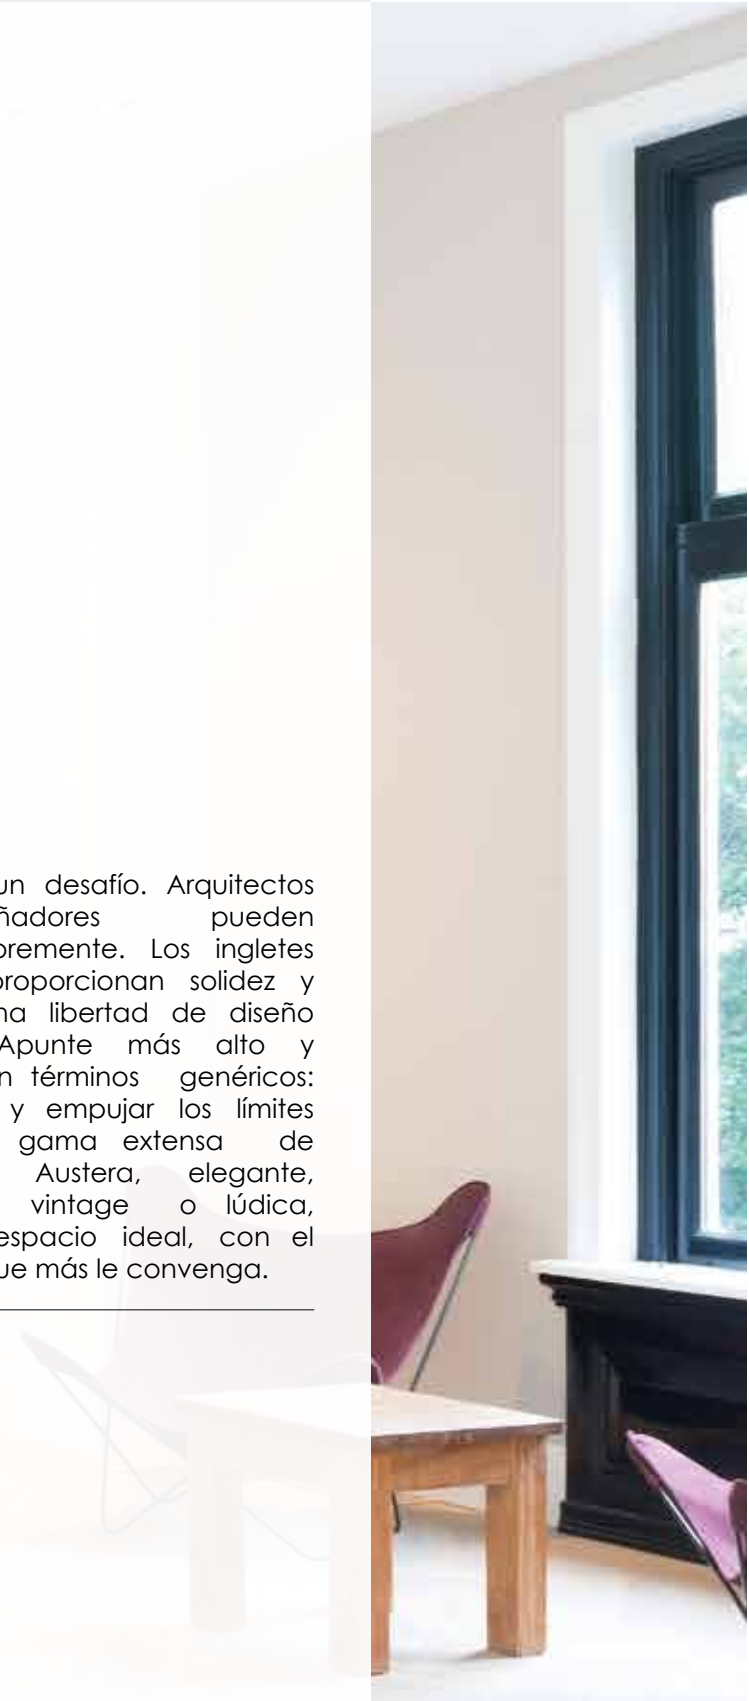 un desafío. Arquitectos
ñadores pueden
bremente. Los ingletes
proporcionan solidez y
na libertad de diseño
Apunte más alto y
n términos genéricos:
y empujar los límites
gama extensa de
Austera, elegante,
vintage o lúdica,
espacio ideal, con el
ue más le convenga.